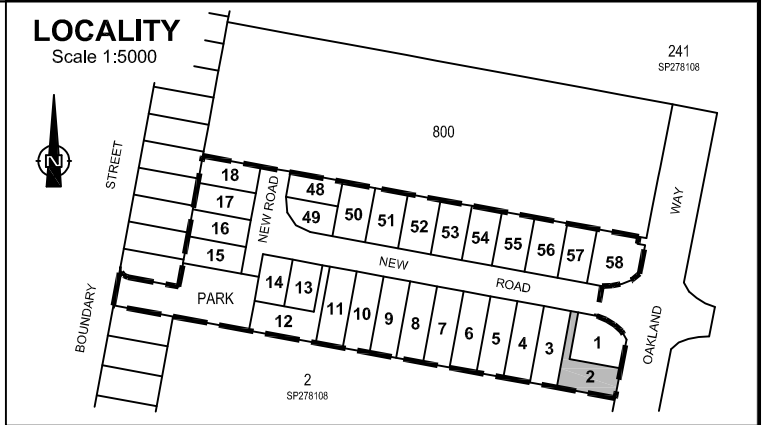 LOCALITY
Scale 1:5000
241
SP278108
800
N
STREET
WAY
18
17
16
15
NEW ROAD
48
49
50
51
52
53
54
55
56
57
58
NEW
ROAD
PARK
14
13
12
11
10
9
8
7
6
5
4
3
1
2
BOUNDARY
OAKLAND
2
SP278108